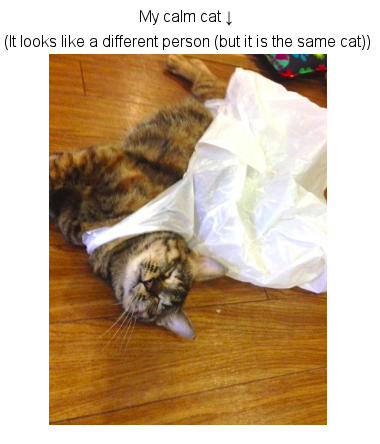 My calm cat↓
(It looks like a different person (but it is the same cat))